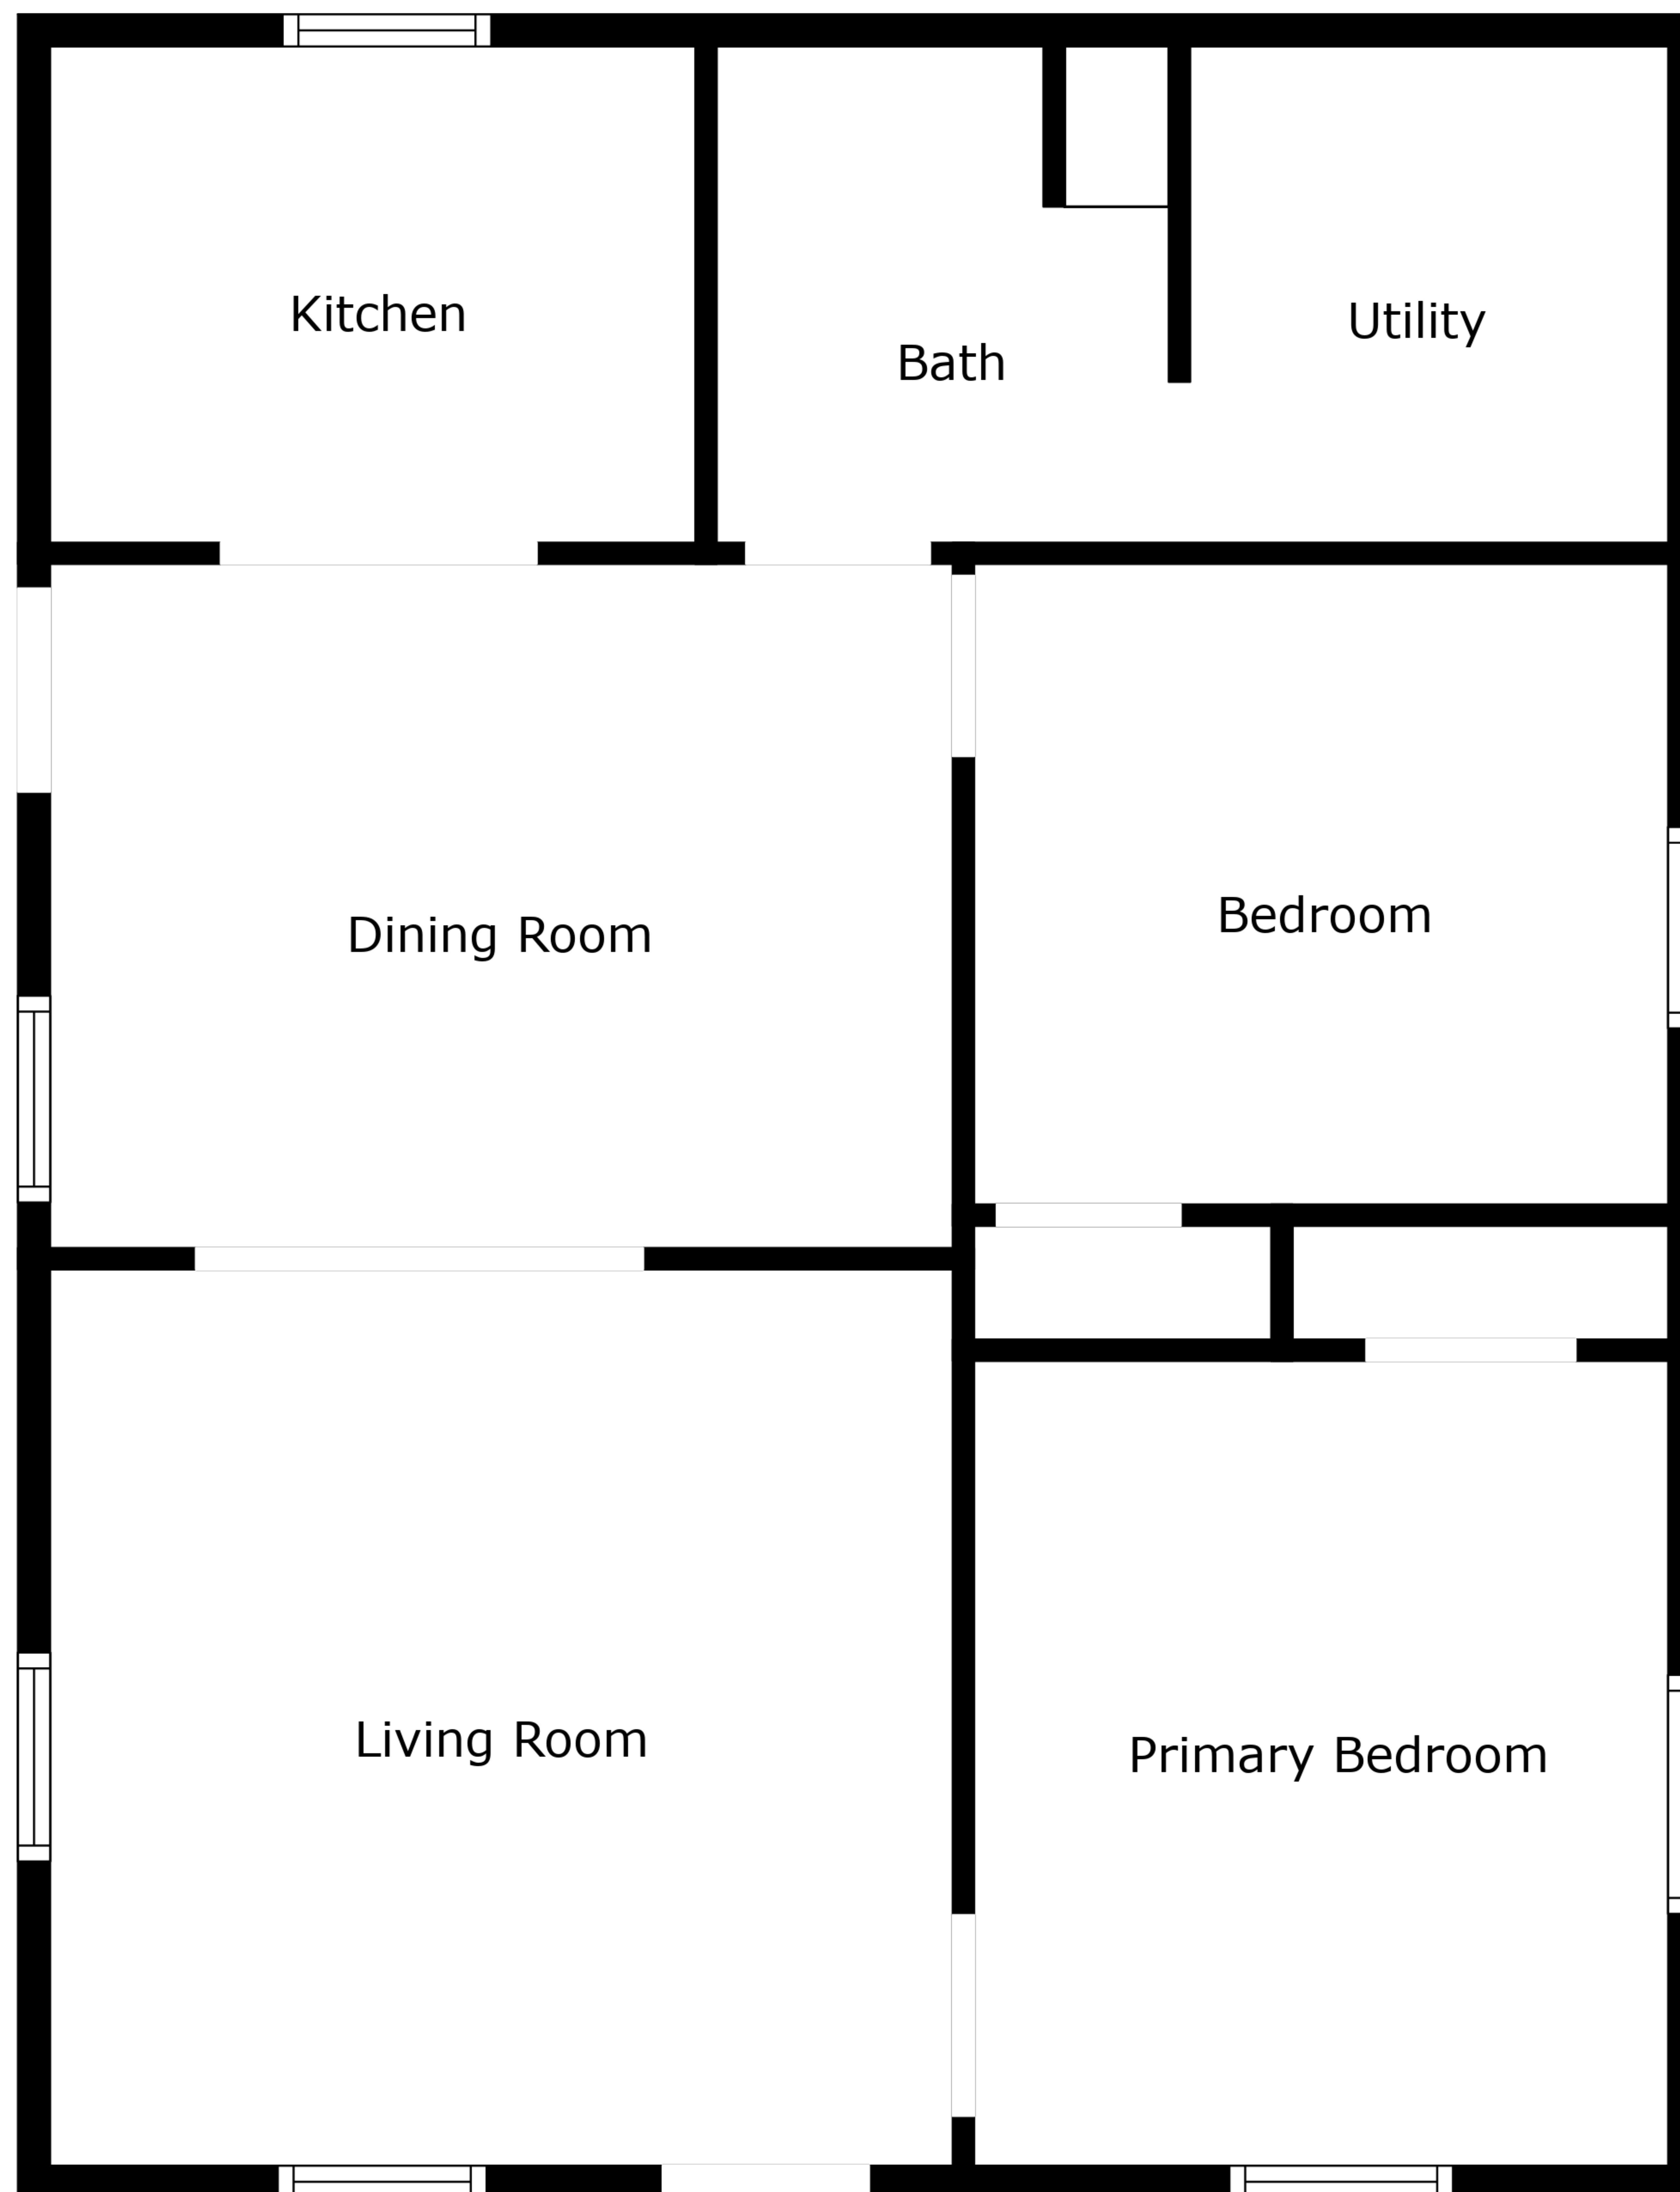 Kitchen
Utility
Bath
Dining Room
Bedroom
Living Room
Primary Bedroom